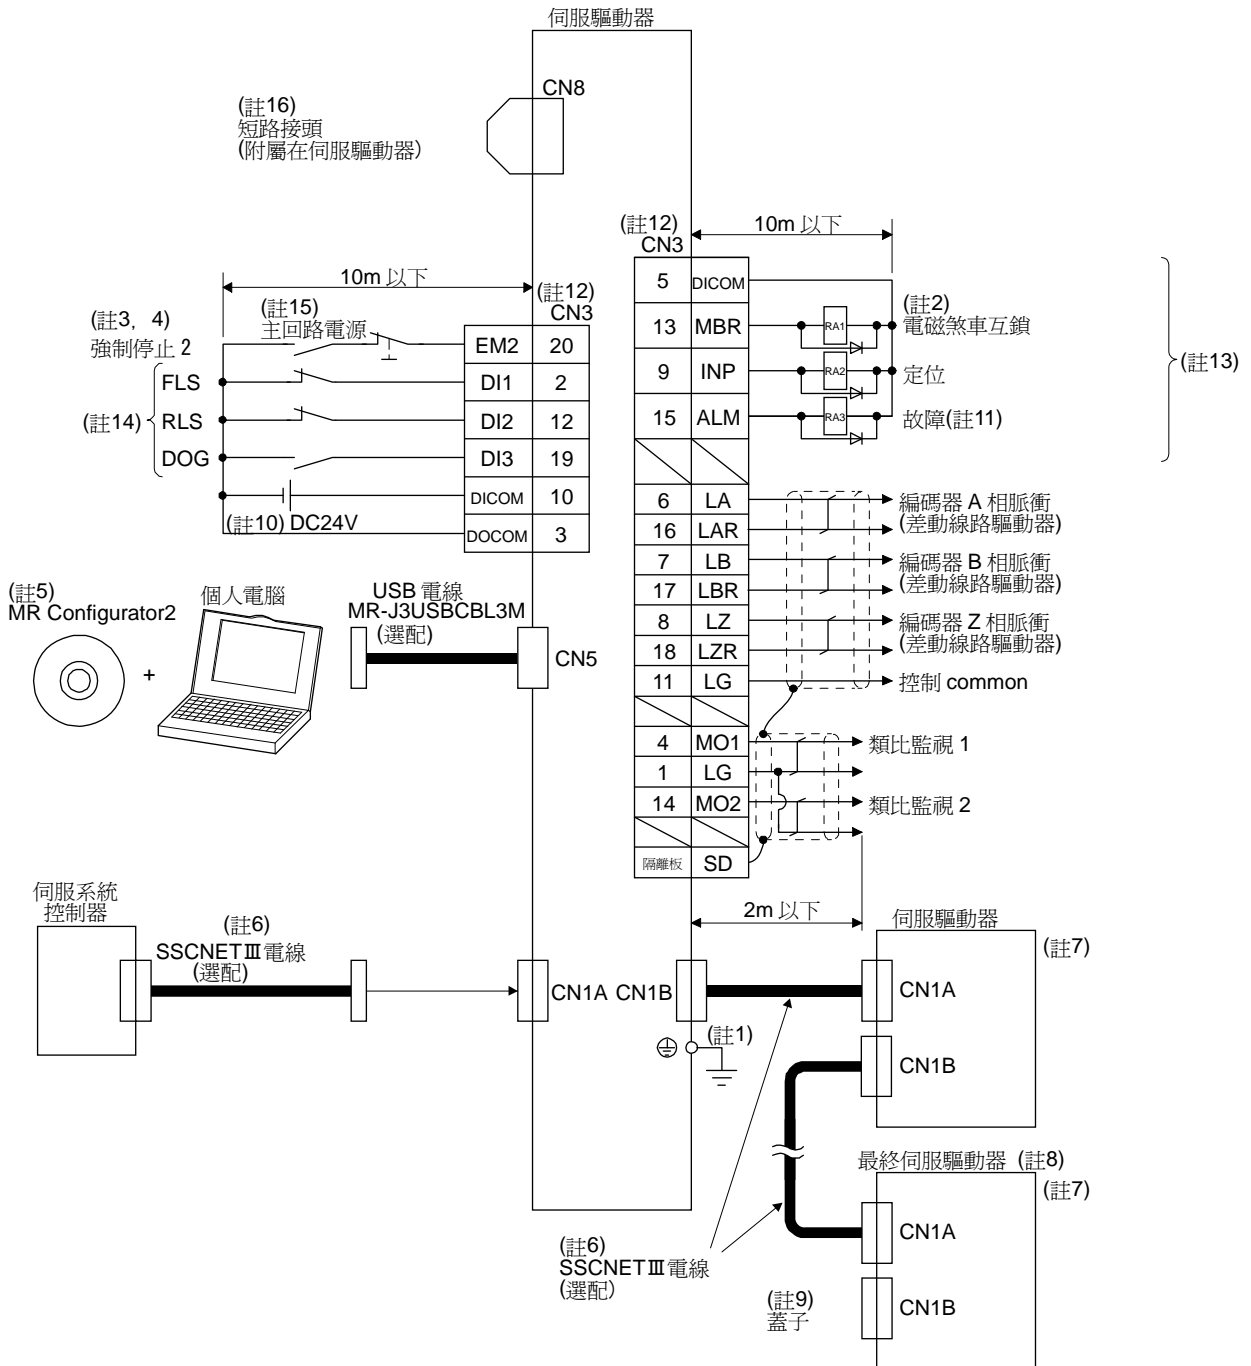 伺服驅動器
CN8
(註16)
短路接頭
(附屬在伺服驅動器)
10m 以下
(註15)
主回路電源
(註12)
CN3
(註3, 4)
強制停止 2
EM2 20
FLS
DI1 2
(註14)
RLS
DI2 12
DOG
DI3 19
DICOM 10
(註10) DC24V
DOCOM 3
(註12)
CN3
10m 以下
5 DICOM
(註2)
13 MBR
RA1
電磁煞車互鎖
9 INP
RA2
定位
15 ALM
RA3
故障(註11)
(註13)
6 LA
編碼器 A 相脈衝
16 LAR
(差動線路驅動器)
7 LB
編碼器 B 相脈衝
17 LBR
(差動線路驅動器)
8 LZ
編碼器 Z 相脈衝
18 LZR
(差動線路驅動器)
11 LG
控制 common
4 MO1
類比監視 1
1 LG
14 MO2
類比監視 2
隔離板 SD
2m 以下
(註5)
MR Configurator2
+
個人電腦
USB 電線
MR-J3USBCBL3M
(選配)
CN5
伺服系統
控制器
(註6)
SSCNETⅢ電線
(選配)
CN1A CN1B
(註1)
伺服驅動器
(註7)
CN1A
CN1B
最終伺服驅動器 (註8)
(註7)
CN1A
CN1B
(註6)
SSCNETⅢ電線
(選配)
(註9)
蓋子